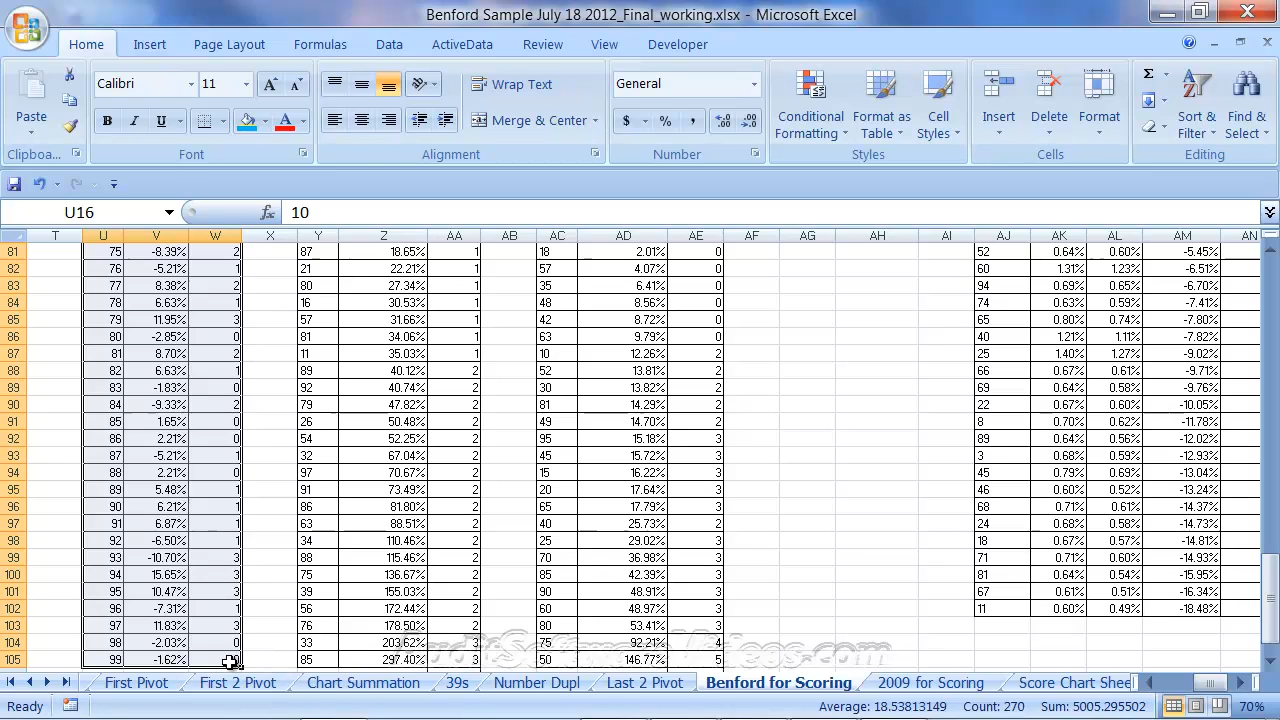 Benford Sample July 18 2012_Final_working.xlsx - Microsoft Excel
Home Insert Page Layout Formulas Data ActiveData Review View Developer
Calibri 11 Wrap Text General
Paste Merge & Center Conditional Formatting Format as Table Cell Styles Insert Delete Format Sort & Filter Find & Select
Clipboa... Font Alignment Number Styles Cells Editing
U16 10
T U V W X Y Z AA AB AC AD AE AF AG AH AI AJ AK AL AM AN
81 75 -8.39% 2 87 18.65% 1 18 2.01% 0 52 0.64% 0.60% -5.45%
82 76 -5.21% 1 21 22.21% 1 57 4.07% 0 60 1.31% 1.23% -6.51%
83 77 8.38% 2 80 27.34% 1 35 6.41% 0 94 0.69% 0.65% -6.70%
84 78 6.63% 1 16 30.53% 1 48 8.56% 0 74 0.63% 0.59% -7.41%
85 79 11.95% 3 57 31.66% 1 42 8.72% 0 65 0.80% 0.74% -7.80%
86 80 -2.85% 0 81 34.06% 1 63 9.79% 0 40 1.21% 1.11% -7.82%
87 81 8.70% 2 11 35.03% 1 10 12.26% 2 25 1.40% 1.27% -9.02%
88 82 6.63% 1 89 40.12% 2 52 13.81% 2 66 0.67% 0.61% -9.71%
89 83 -1.83% 0 92 40.74% 2 30 13.82% 2 69 0.64% 0.58% -9.76%
90 84 -9.33% 2 79 47.82% 2 81 14.29% 2 22 0.67% 0.60% -10.05%
91 85 1.65% 0 26 50.48% 2 49 14.70% 2 8 0.70% 0.62% -11.78%
92 86 2.21% 0 54 52.25% 2 95 15.18% 3 89 0.64% 0.56% -12.02%
93 87 -5.21% 1 32 67.04% 2 45 15.72% 3 3 0.68% 0.59% -12.93%
94 88 2.21% 0 97 70.67% 2 15 16.22% 3 45 0.79% 0.69% -13.04%
95 89 5.48% 1 91 73.49% 2 20 17.64% 3 46 0.60% 0.52% -13.24%
96 90 6.21% 1 86 81.80% 2 65 17.79% 3 68 0.71% 0.61% -14.37%
97 91 6.87% 1 63 88.51% 2 40 25.73% 2 24 0.68% 0.58% -14.73%
98 92 -6.50% 1 34 110.46% 2 25 29.02% 3 18 0.67% 0.57% -14.81%
99 93 -10.70% 3 88 115.46% 2 70 36.98% 3 71 0.71% 0.60% -14.93%
100 94 15.65% 3 75 136.67% 2 85 42.39% 3 81 0.64% 0.54% -15.95%
101 95 10.47% 3 39 155.03% 2 90 48.91% 3 67 0.61% 0.51% -16.34%
102 96 -7.31% 1 56 172.44% 2 60 48.97% 3 11 0.60% 0.49% -18.48%
103 97 11.83% 3 76 178.50% 2 80 53.41% 3
104 98 -2.03% 0 33 203.62% 3 75 92.21% 4
105 99 -1.62% 85 297.40% 3 50 146.77% 5
First Pivot First 2 Pivot Chart Summation 39s Number Dupl Last 2 Pivot Benford for Scoring 2009 for Scoring Score Chart Shee
Ready Average: 18.53813149 Count: 270 Sum: 5005.295502 70%